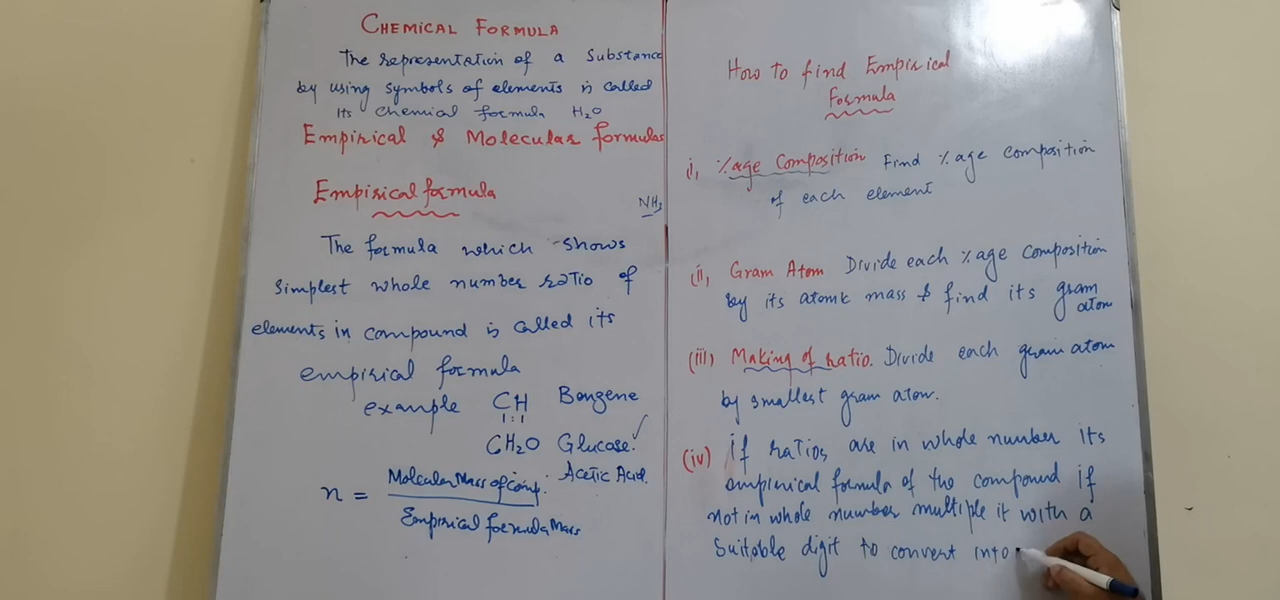 CHEMICAL FORMULA
The representation of a Substance
by using symbols of elements is called
its chemical formula H₂O
Empirical & Molecular formulas
Empirical formula
NH₃
The formula which shows
simplest whole number ratio of
elements in compound is called its
empirical formula
example CH Benzene
1:1
CH₂O Glucose ✓
Acetic Acid.
n = Molecular Mass of Comp.
Empirical formula Mass
How to find Empirical
Formula
i, %age Composition Find %age composition
of each element
(ii, Gram Atom Divide each %age composition
by its atomic mass & find its gram
atom
(iii) Making of ratio. Divide each gram atom
by smallest gram atom.
(iv) If ratios are in whole number its
empirical formula of the compound if
not in whole number multiple it with a
suitable digit to convert into